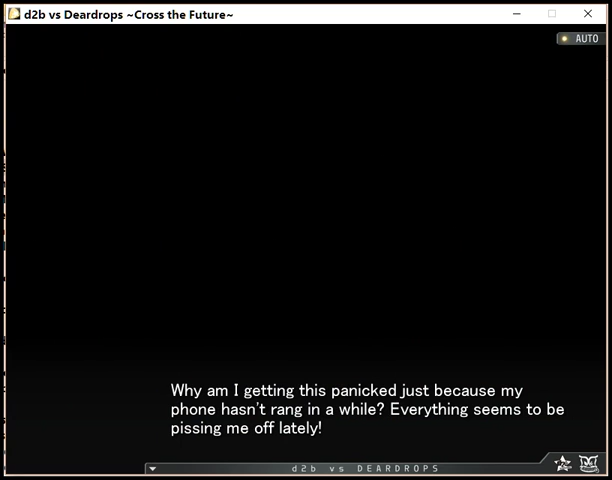 d2b vs Deardrops ~Cross the Future~
AUTO
Why am I getting this panicked just because my
phone hasn't rang in a while? Everything seems to be
pissing me off lately!
d2b vs DEARDROPS